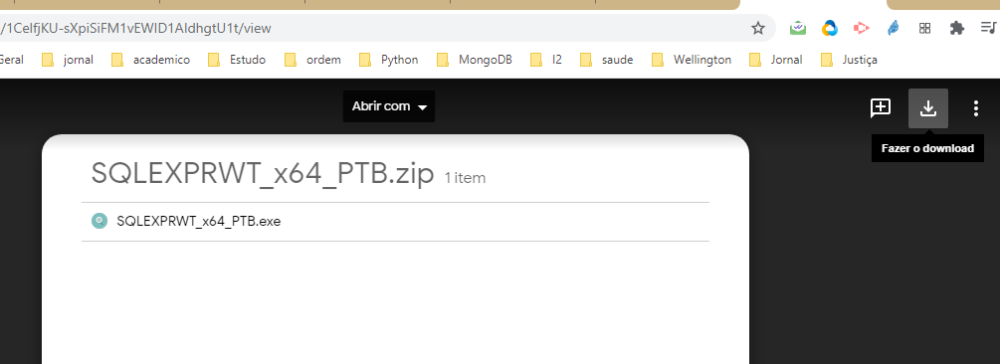 /1CelfjKU-sXpiSiFM1vEWID1AIdhgtU1t/view
Geral jornal academico Estudo ordem Python MongoDB I2 saude Wellington Jornal Justiça
Abrir com
Fazer o download
SQLEXPRWT_x64_PTB.zip 1 item
SQLEXPRWT_x64_PTB.exe